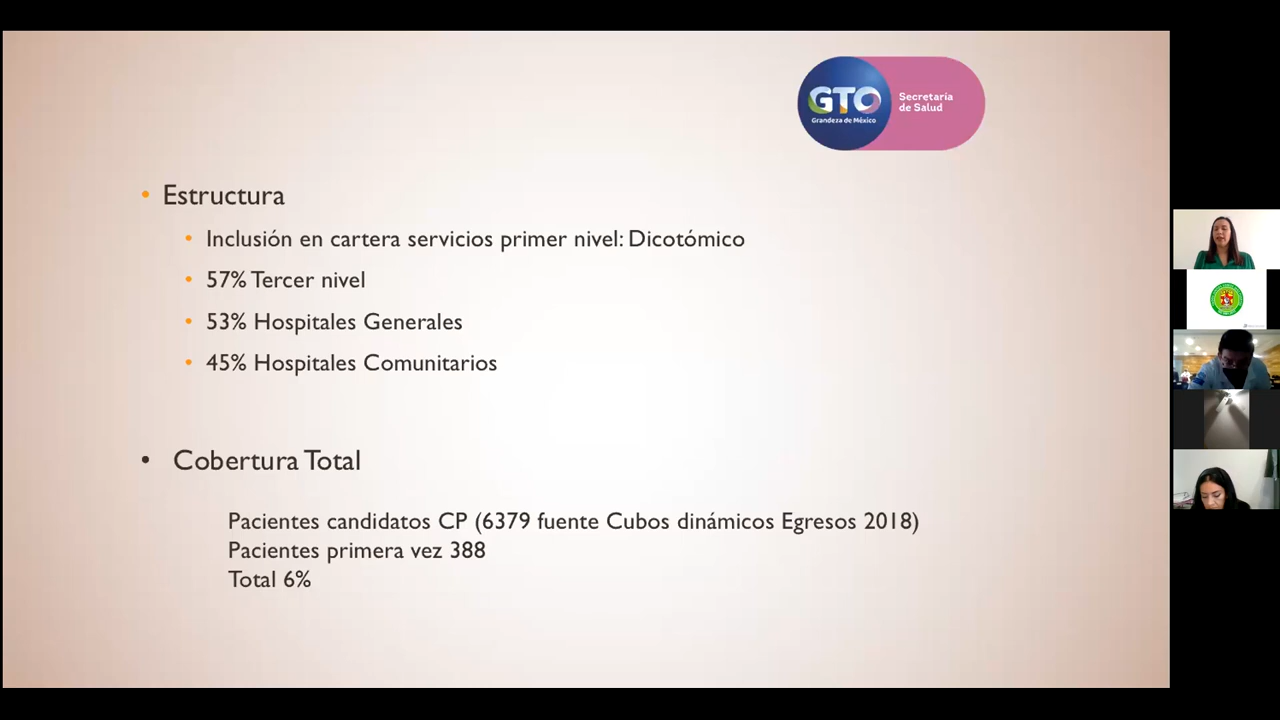 GTO
Grandeza de México
Secretaría
de Salud
• Estructura
• Inclusión en cartera servicios primer nivel: Dicotómico
• 57% Tercer nivel
• 53% Hospitales Generales
• 45% Hospitales Comunitarios
• Cobertura Total
Pacientes candidatos CP (6379 fuente Cubos dinámicos Egresos 2018)
Pacientes primera vez 388
Total 6%